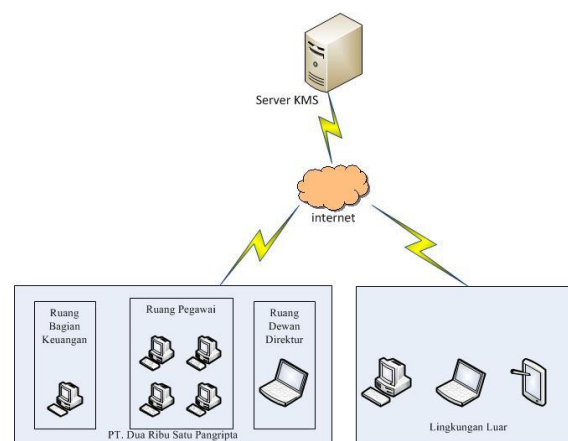 Server KMS
internet
Ruang
Bagian
Keuangan
Ruang Pegawai
Ruang
Dewan
Direktur
PT. Dua Ribu Satu Pangripta
Lingkungan Luar